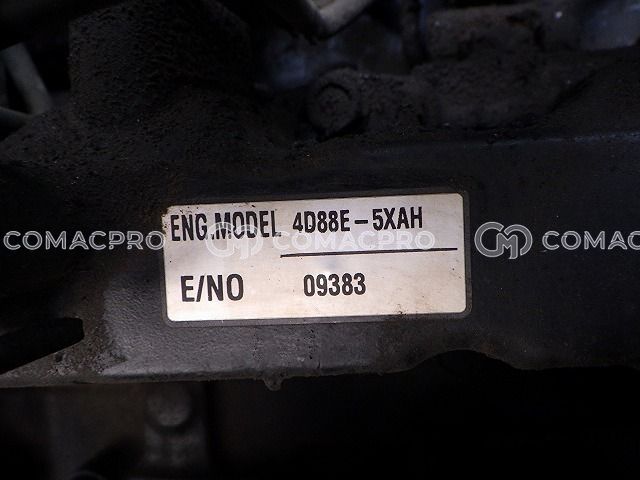 ENG.MODEL 4D88E-5XAH
COMACPRO COMACPRO COMACPRO
E/NO 09383